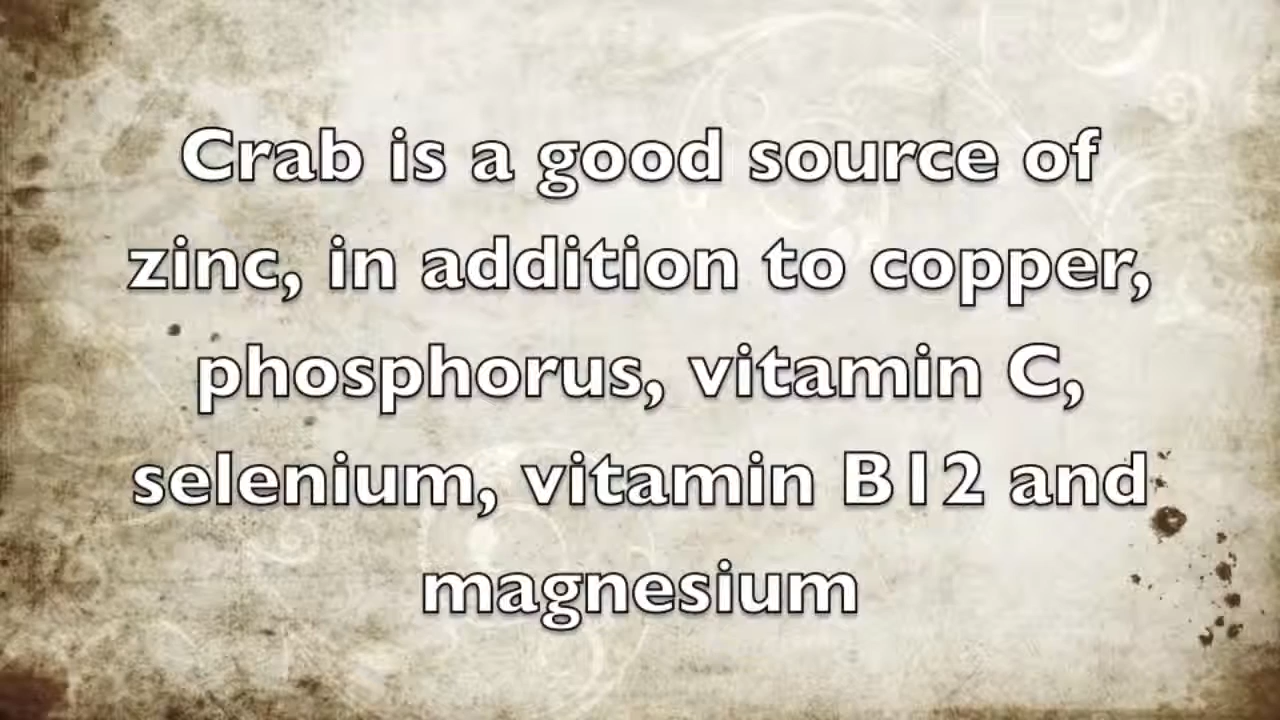 Crab is a good source of
zinc, in addition to copper,
phosphorus, vitamin C,
selenium, vitamin B12 and
magnesium